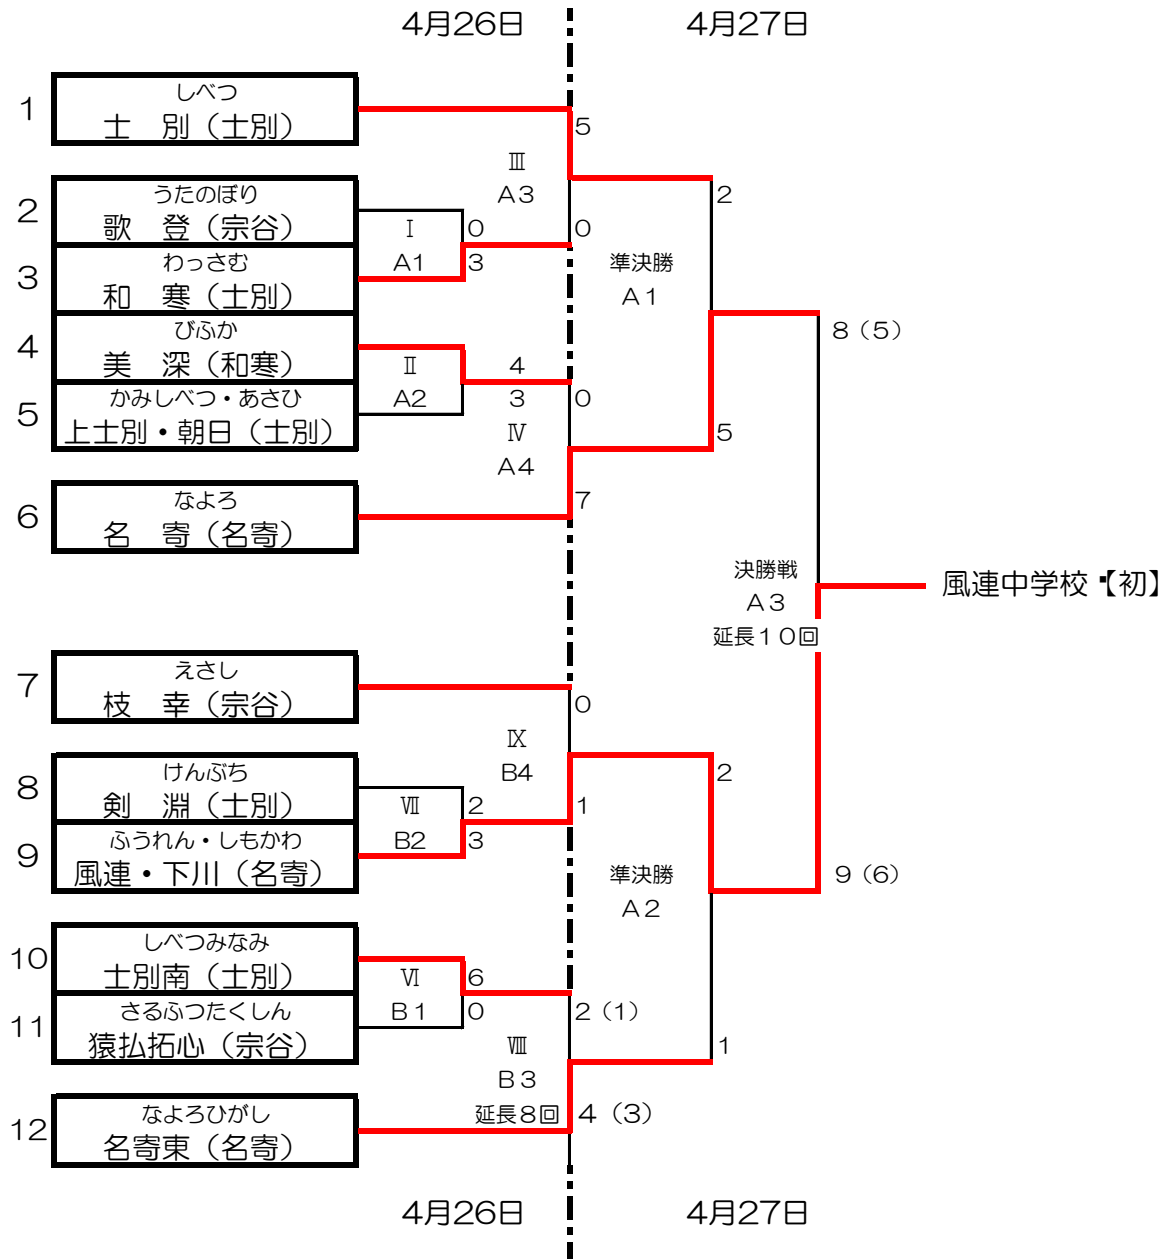 4月26日
4月27日
1
しべつ
士　別（士別）
5
Ⅲ
A3
2
2
うたのぼり
歌　登（宗谷）
Ⅰ
A1
0
3
0
3
わっさむ
和　寒（士別）
準決勝
A1
4
びふか
美　深（和寒）
Ⅱ
A2
4
3
0
8（5）
5
かみしべつ・あさひ
上士別・朝日（士別）
Ⅳ
A4
5
6
なよろ
名　寄（名寄）
7
決勝戦
A3
延長10回
風連中学校【初】
7
えさし
枝　幸（宗谷）
0
Ⅸ
B4
2
8
けんぶち
剣　淵（士別）
Ⅶ
B2
2
3
1
9
ふうれん・しもかわ
風連・下川（名寄）
準決勝
A2
9（6）
10
しべつみなみ
士別南（士別）
Ⅵ
B1
6
0
2（1）
11
さるふつたくしん
猿払拓心（宗谷）
Ⅷ
B3
延長8回
1
12
なよろひがし
名寄東（名寄）
4（3）
4月26日
4月27日